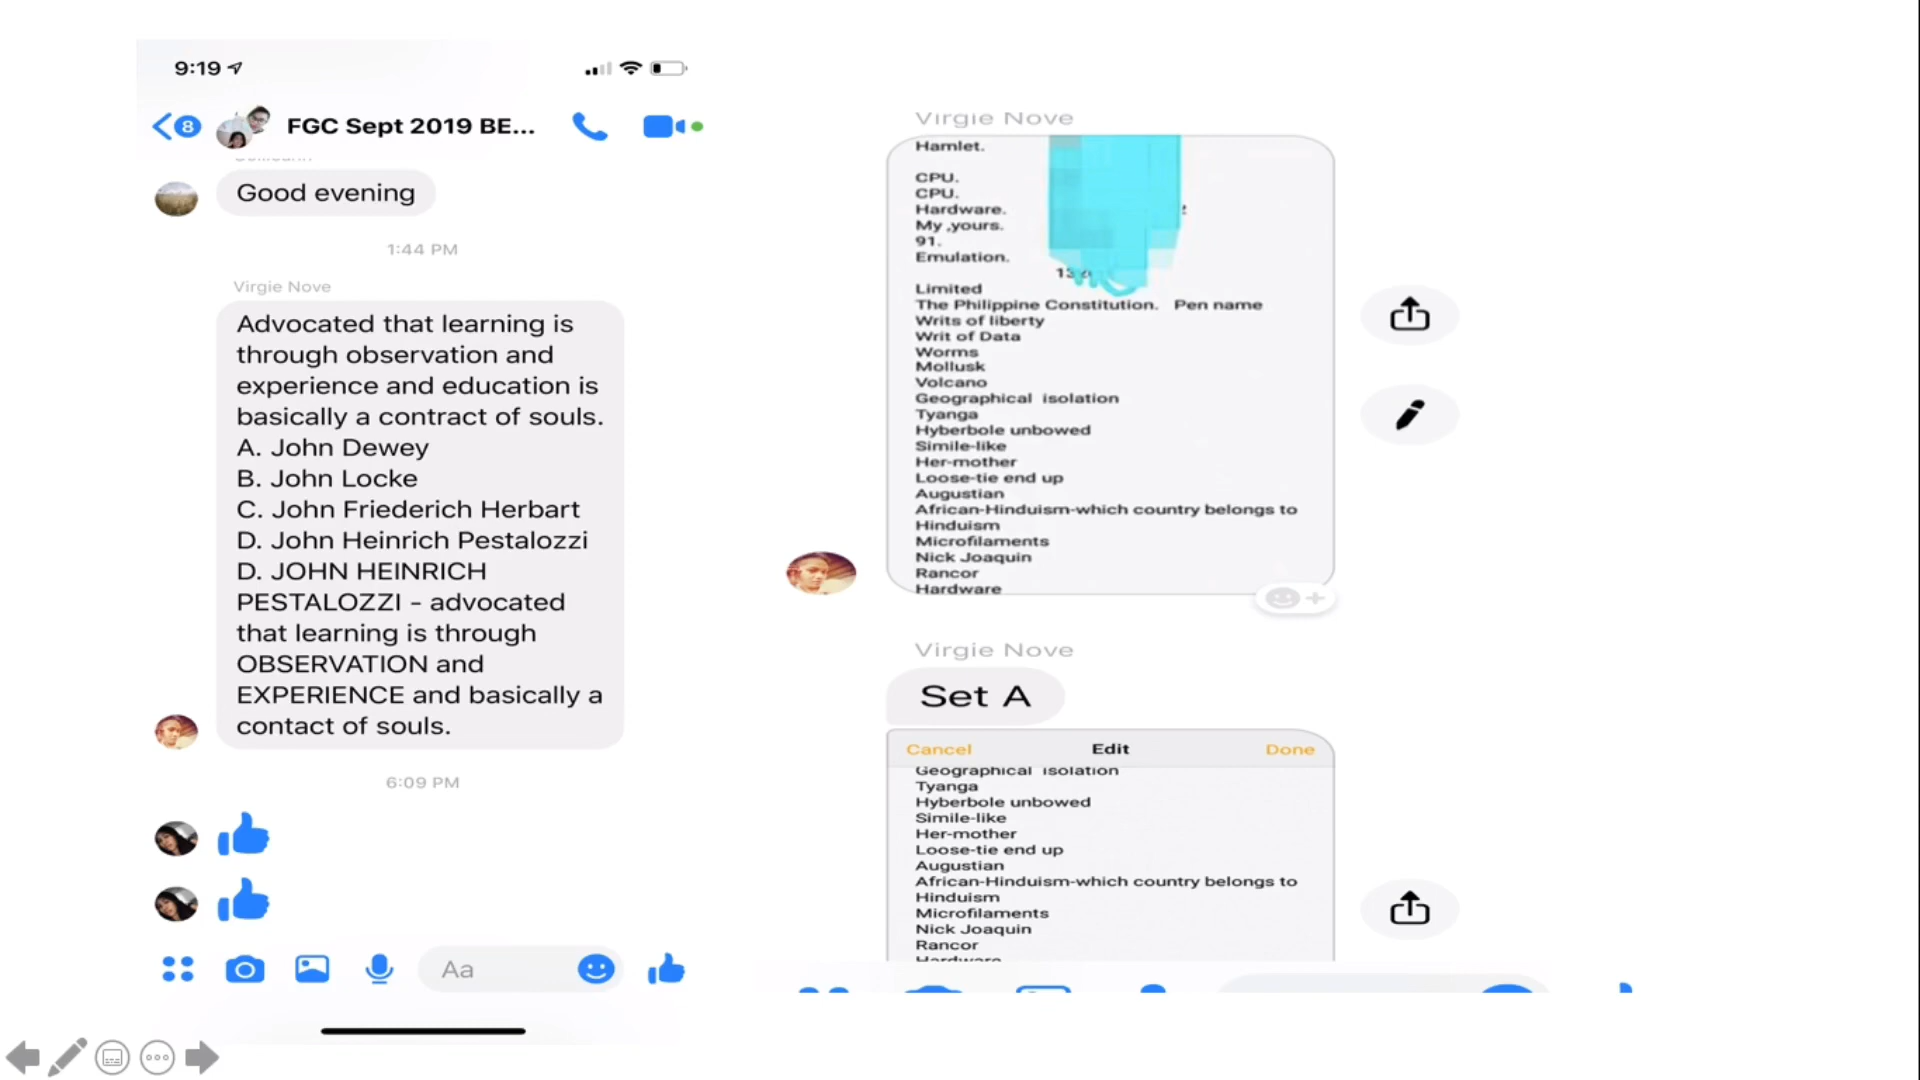 9:19
8
FGC Sept 2019 BE...
Good evening
1:44 PM
Virgie Nove
Advocated that learning is
through observation and
experience and education is
basically a contract of souls.
A. John Dewey
B. John Locke
C. John Friederich Herbart
D. John Heinrich Pestalozzi
D. JOHN HEINRICH
PESTALOZZI - advocated
that learning is through
OBSERVATION and
EXPERIENCE and basically a
contact of souls.
6:09 PM
Aa
Virgie Nove
Hamlet.
CPU.
CPU.
Hardware.
My ,yours.
91.
Emulation.
Limited
The Philippine Constitution. Pen name
Writs of liberty
Writ of Data
Worms
Mollusk
Volcano
Geographical isolation
Tyanga
Hyberbole unbowed
Simile-like
Her-mother
Loose-tie end up
Augustian
African-Hinduism-which country belongs to
Hinduism
Microfilaments
Nick Joaquin
Rancor
Hardware
Virgie Nove
Set A
Cancel Edit Done
Geographical isolation
Tyanga
Hyberbole unbowed
Simile-like
Her-mother
Loose-tie end up
Augustian
African-Hinduism-which country belongs to
Hinduism
Microfilaments
Nick Joaquin
Rancor
Hardware